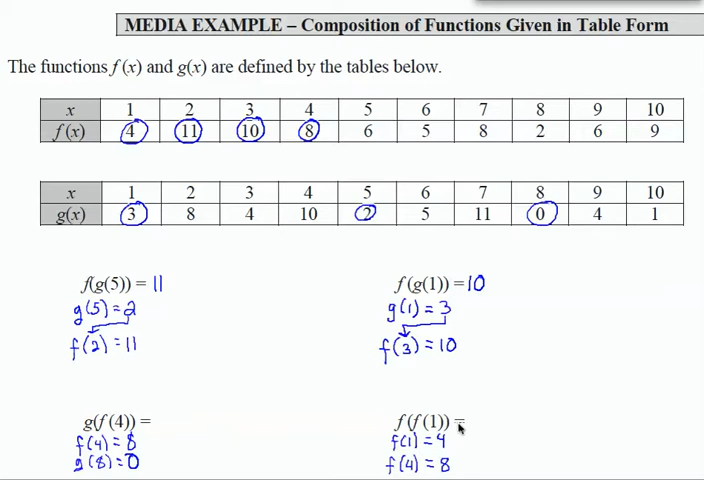 MEDIA EXAMPLE – Composition of Functions Given in Table Form
The functions f (x) and g(x) are defined by the tables below.
x 1 2 3 4 5 6 7 8 9 10
f(x) 4 11 10 8 6 5 8 2 6 9
x 1 2 3 4 5 6 7 8 9 10
g(x) 3 8 4 10 2 5 11 0 4 1
f(g(5)) = 11 f(g(1)) = 10
g(5) = 2 g(1) = 3
f(2) = 11 f(3) = 10
g(f(4)) = f(f(1)) =
f(4) = 8 f(1) = 4
g(8) = 0 f(4) = 8